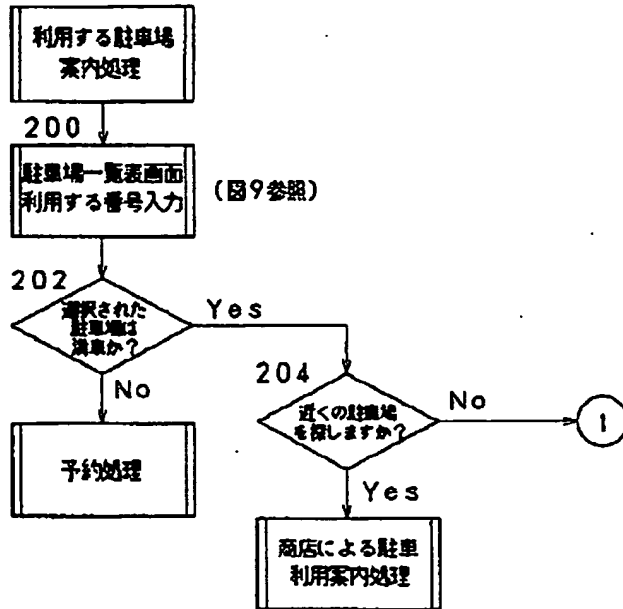 利用する駐車場
案内処理
200
駐車場一覧表画面
利用する番号入力
(図9参照)
202
選択された
駐車場は
満車か?
Yes
No
予約処理
204
近くの駐車場
を探しますか?
No
1
Yes
商店による駐車
利用案内処理